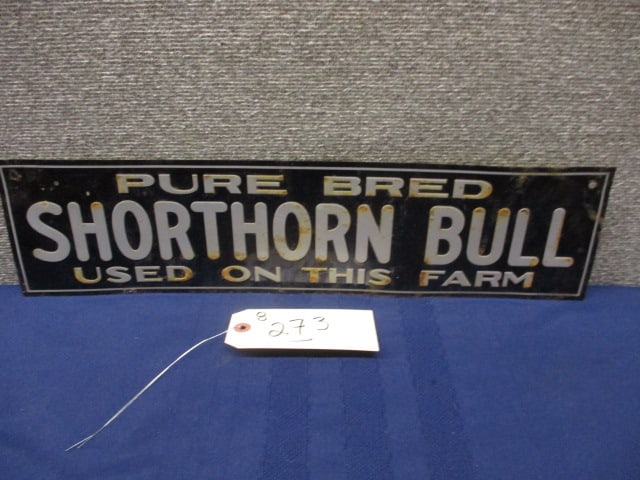 PURE BRED
SHORTHORN BULL
USED ON THIS FARM
8
273